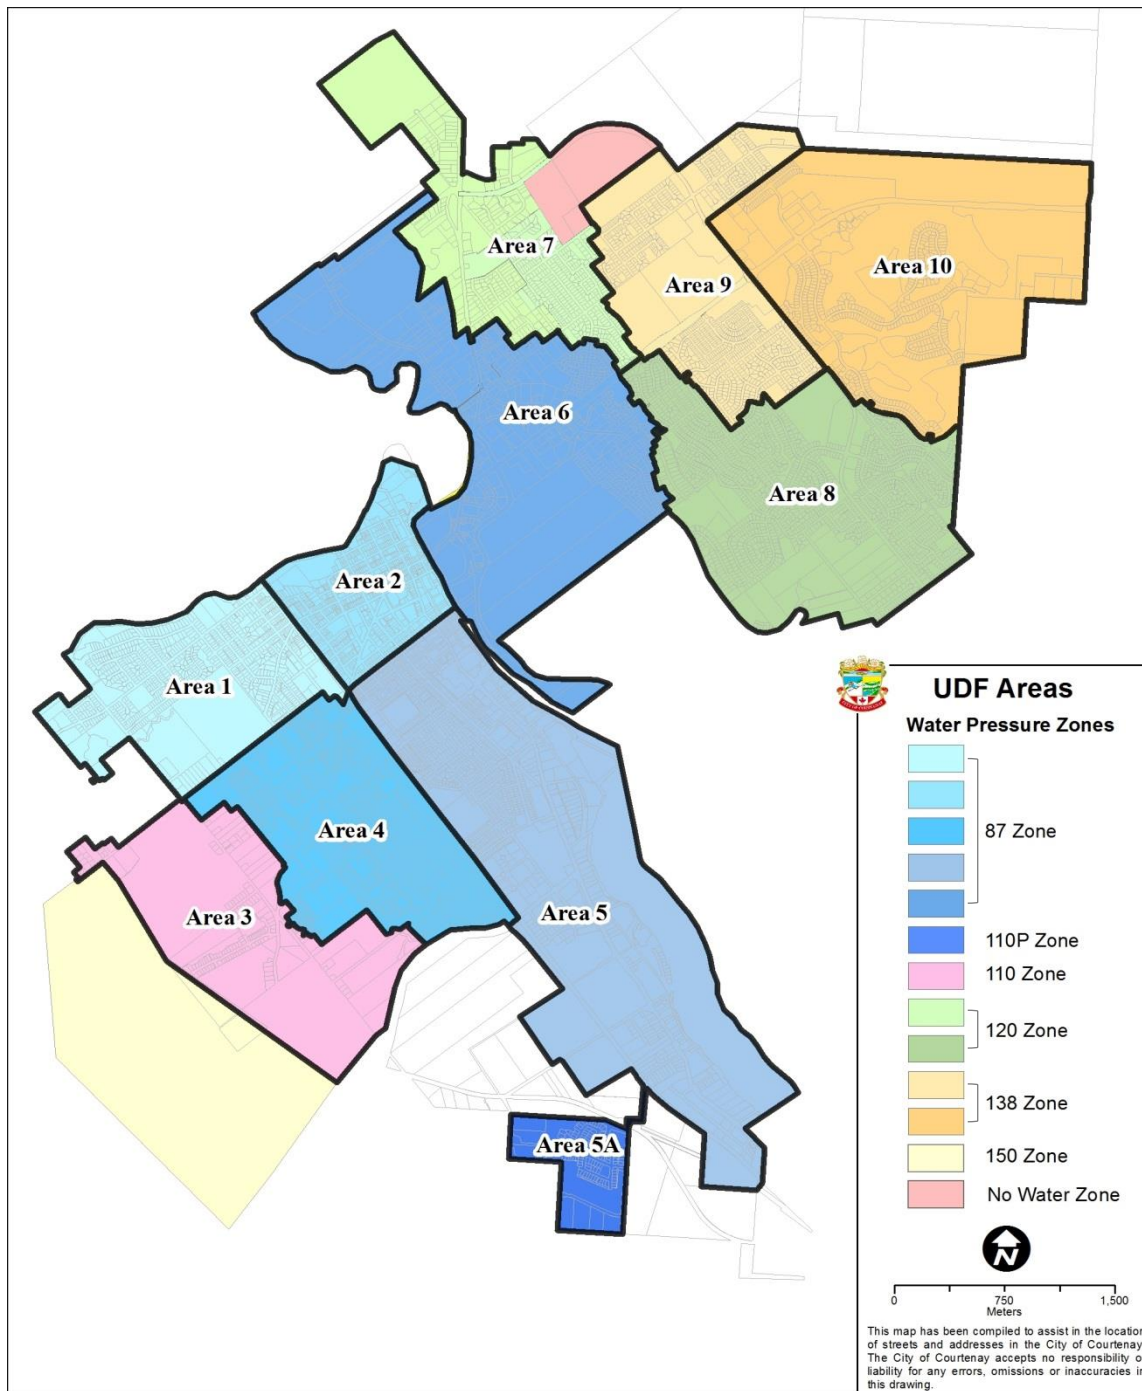 Area 7
Area 10
Area 9
Area 6
Area 8
Area 2
Area 1
Area 4
Area 3
Area 5
Area 5A
UDF Areas
Water Pressure Zones
87 Zone
110P Zone
110 Zone
120 Zone
138 Zone
150 Zone
No Water Zone
N
0 750 1,500
Meters
This map has been compiled to assist in the location
of streets and addresses in the City of Courtenay
The City of Courtenay accepts no responsibility o
liability for any errors, omissions or inaccuracies in
this drawing.